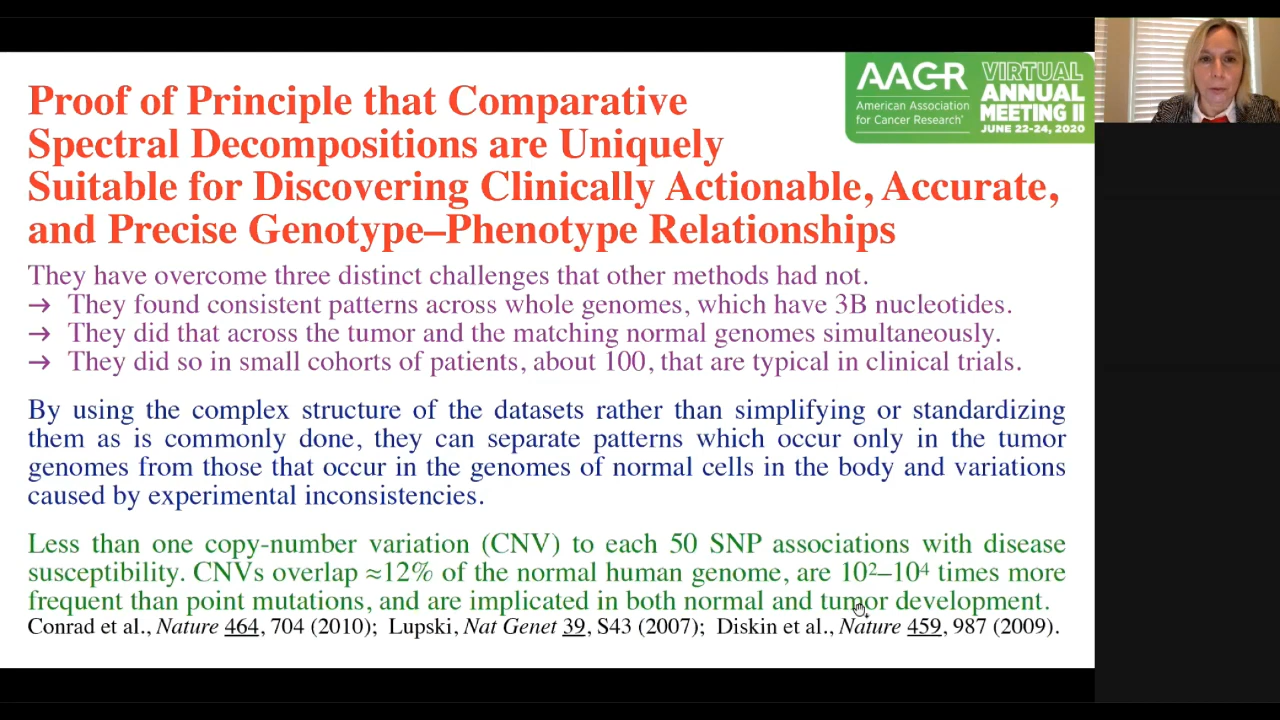 AACR
American Association
for Cancer Research®
VIRTUAL
ANNUAL
MEETING II
JUNE 22-24, 2020
Proof of Principle that Comparative
Spectral Decompositions are Uniquely
Suitable for Discovering Clinically Actionable, Accurate,
and Precise Genotype–Phenotype Relationships
They have overcome three distinct challenges that other methods had not.
→ They found consistent patterns across whole genomes, which have 3B nucleotides.
→ They did that across the tumor and the matching normal genomes simultaneously.
→ They did so in small cohorts of patients, about 100, that are typical in clinical trials.
By using the complex structure of the datasets rather than simplifying or standardizing
them as is commonly done, they can separate patterns which occur only in the tumor
genomes from those that occur in the genomes of normal cells in the body and variations
caused by experimental inconsistencies.
Less than one copy-number variation (CNV) to each 50 SNP associations with disease
susceptibility. CNVs overlap ≈12% of the normal human genome, are 10²–10⁴ times more
frequent than point mutations, and are implicated in both normal and tumor development.
Conrad et al., Nature 464, 704 (2010); Lupski, Nat Genet 39, S43 (2007); Diskin et al., Nature 459, 987 (2009).